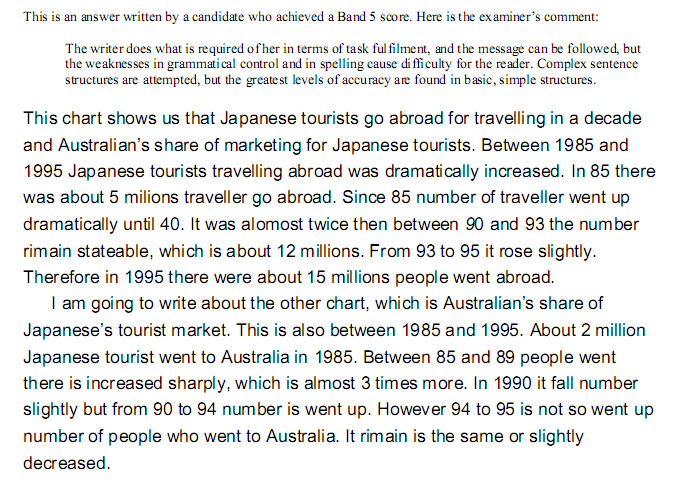 This is an answer written by a candidate who achieved a Band 5 score. Here is the examiner's comment:
The writer does what is required of her in terms of task fulfilment, and the message can be followed, but
the weaknesses in grammatical control and in spelling cause difficulty for the reader. Complex sentence
structures are attempted, but the greatest levels of accuracy are found in basic, simple structures.
This chart shows us that Japanese tourists go abroad for travelling in a decade
and Australian's share of marketing for Japanese tourists. Between 1985 and
1995 Japanese tourists travelling abroad was dramatically increased. In 85 there
was about 5 milions traveller go abroad. Since 85 number of traveller went up
dramatically until 40. It was alomost twice then between 90 and 93 the number
rimain stateable, which is about 12 millions. From 93 to 95 it rose slightly.
Therefore in 1995 there were about 15 millions people went abroad.
I am going to write about the other chart, which is Australian's share of
Japanese's tourist market. This is also between 1985 and 1995. About 2 million
Japanese tourist went to Australia in 1985. Between 85 and 89 people went
there is increased sharply, which is almost 3 times more. In 1990 it fall number
slightly but from 90 to 94 number is went up. However 94 to 95 is not so went up
number of people who went to Australia. It rimain is the same or slightly
decreased.